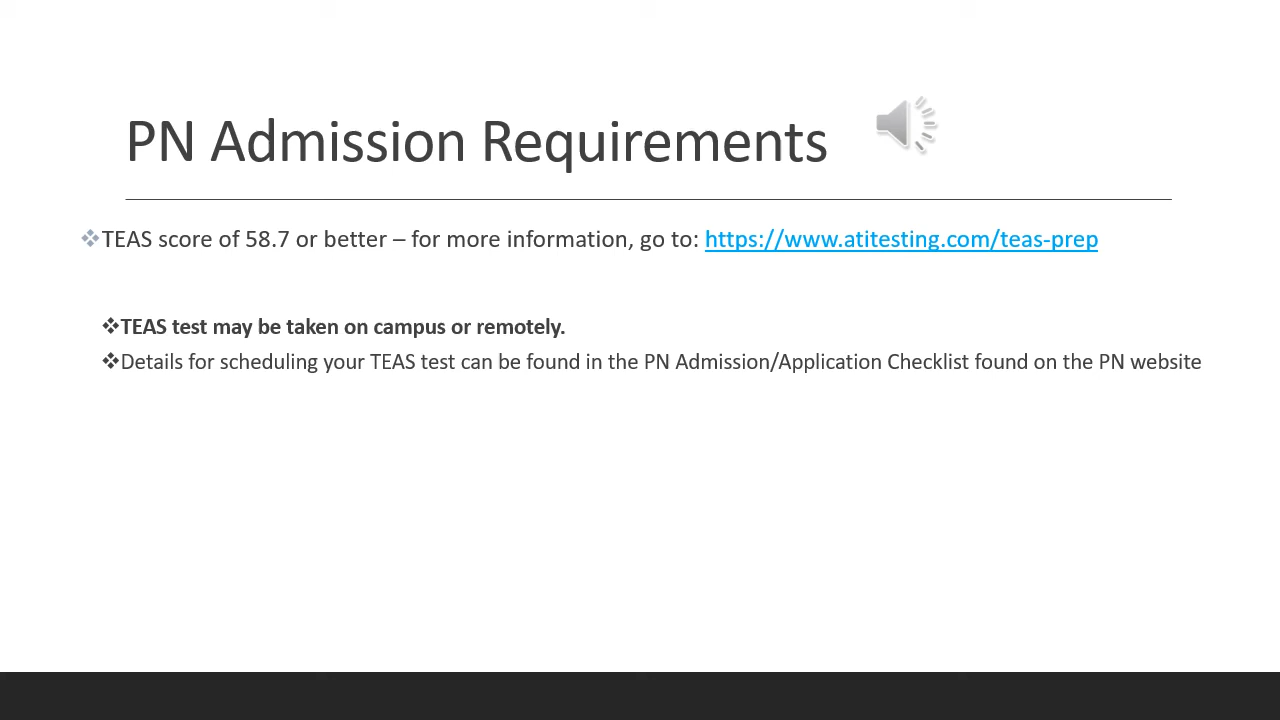 PN Admission Requirements
❖TEAS score of 58.7 or better – for more information, go to: https://www.atitesting.com/teas-prep
❖TEAS test may be taken on campus or remotely.
❖Details for scheduling your TEAS test can be found in the PN Admission/Application Checklist found on the PN website